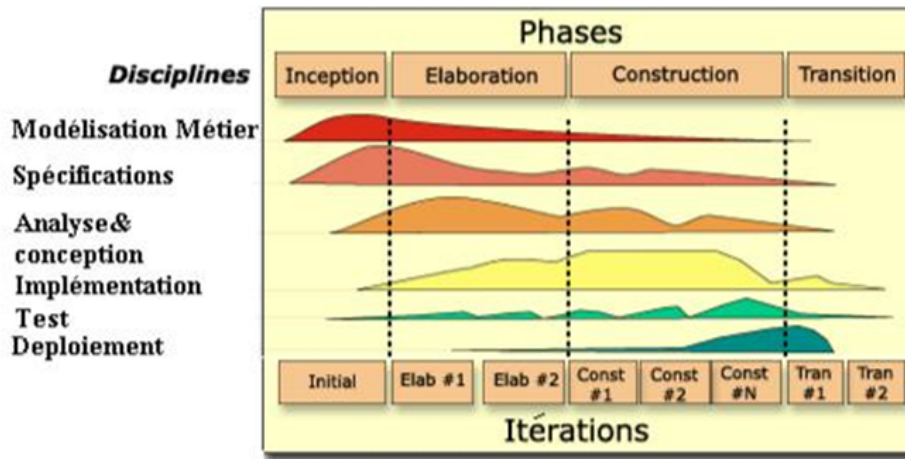 Phases
Disciplines
Inception
Elaboration
Construction
Transition
Modélisation Métier
Spécifications
Analyse&
conception
Implémentation
Test
Deploiement
Initial
Elab #1
Elab #2
Const
#1
Const
#2
Const
#N
Tran
#1
Tran
#2
Itérations